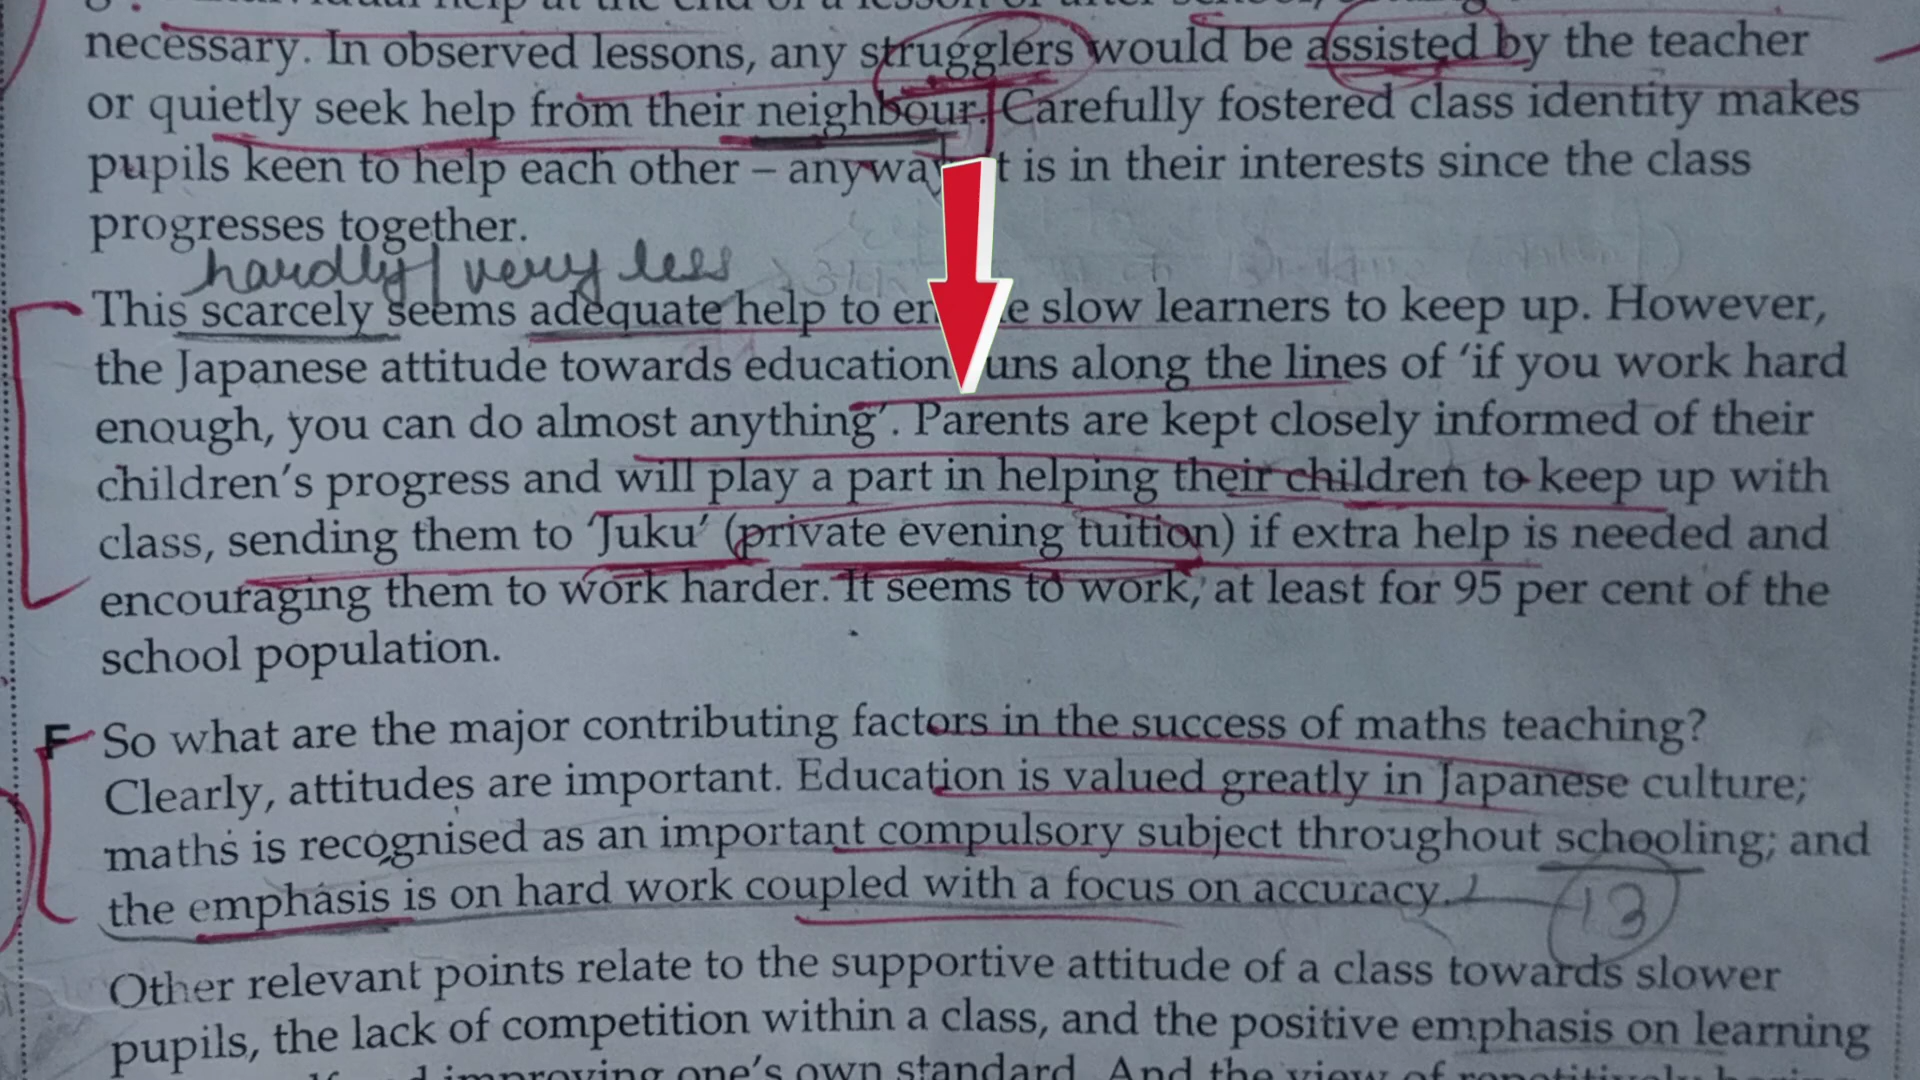 necessary. In observed lessons, any strugglers would be assisted by the teacher
or quietly seek help from their neighbour. Carefully fostered class identity makes
pupils keen to help each other – anyway is in their interests since the class
progresses together.
hardly/very less
This scarcely seems adequate help to slow learners to keep up. However,
the Japanese attitude towards education runs along the lines of ‘if you work hard
enough, you can do almost anything’. Parents are kept closely informed of their
children’s progress and will play a part in helping their children to keep up with
class, sending them to ‘Juku’ (private evening tuition) if extra help is needed and
encouraging them to work harder. It seems to work, at least for 95 per cent of the
school population.
F So what are the major contributing factors in the success of maths teaching?
Clearly, attitudes are important. Education is valued greatly in Japanese culture;
maths is recognised as an important compulsory subject throughout schooling; and
the emphasis is on hard work coupled with a focus on accuracy.
13
Other relevant points relate to the supportive attitude of a class towards slower
pupils, the lack of competition within a class, and the positive emphasis on learning
improving one’s own standard. And the view of repetitively